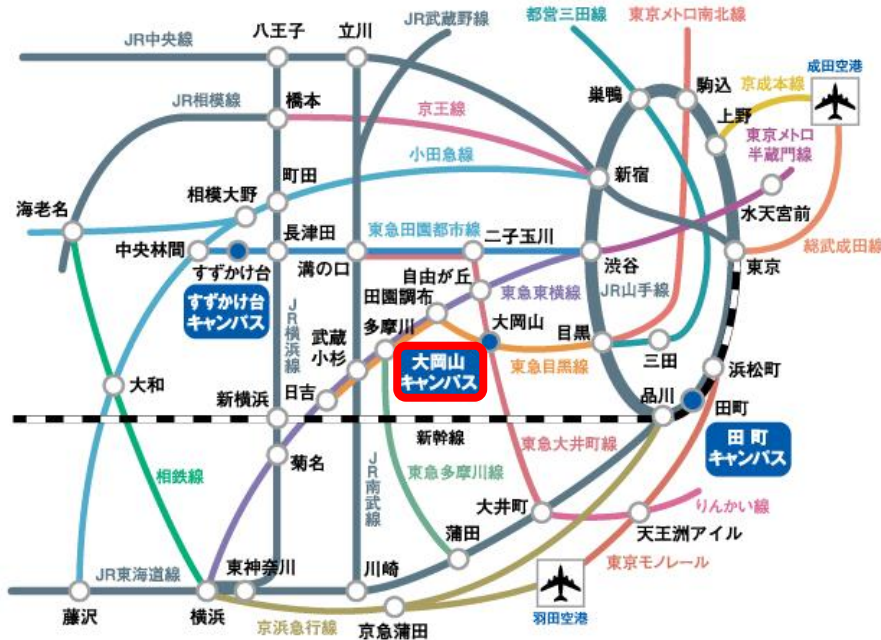 JR中央線
八王子
立川
JR武蔵野線
都営三田線
東京メトロ南北線
成田空港
巣鴨
駒込
京成本線
上野
JR相模線
橋本
京王線
東京メトロ
半蔵門線
小田急線
新宿
町田
相模大野
海老名
水天宮前
中央林間
長津田
東急田園都市線
二子玉川
渋谷
東京
総武成田線
すずかけ台
溝の口
自由が丘
東急東横線
JR山手線
すずかけ台
キャンパス
田園調布
大岡山
目黒
多摩川
JR横浜線
武蔵
小杉
大岡山
キャンパス
東急目黒線
三田
浜松町
大和
新横浜
日吉
品川
田町
新幹線
田町
キャンパス
菊名
東急大井町線
相鉄線
JR南武線
東急多摩川線
大井町
りんかい線
蒲田
天王洲アイル
東京モノレール
JR東海道線
東神奈川
川崎
藤沢
横浜
京浜急行線
京急蒲田
羽田空港